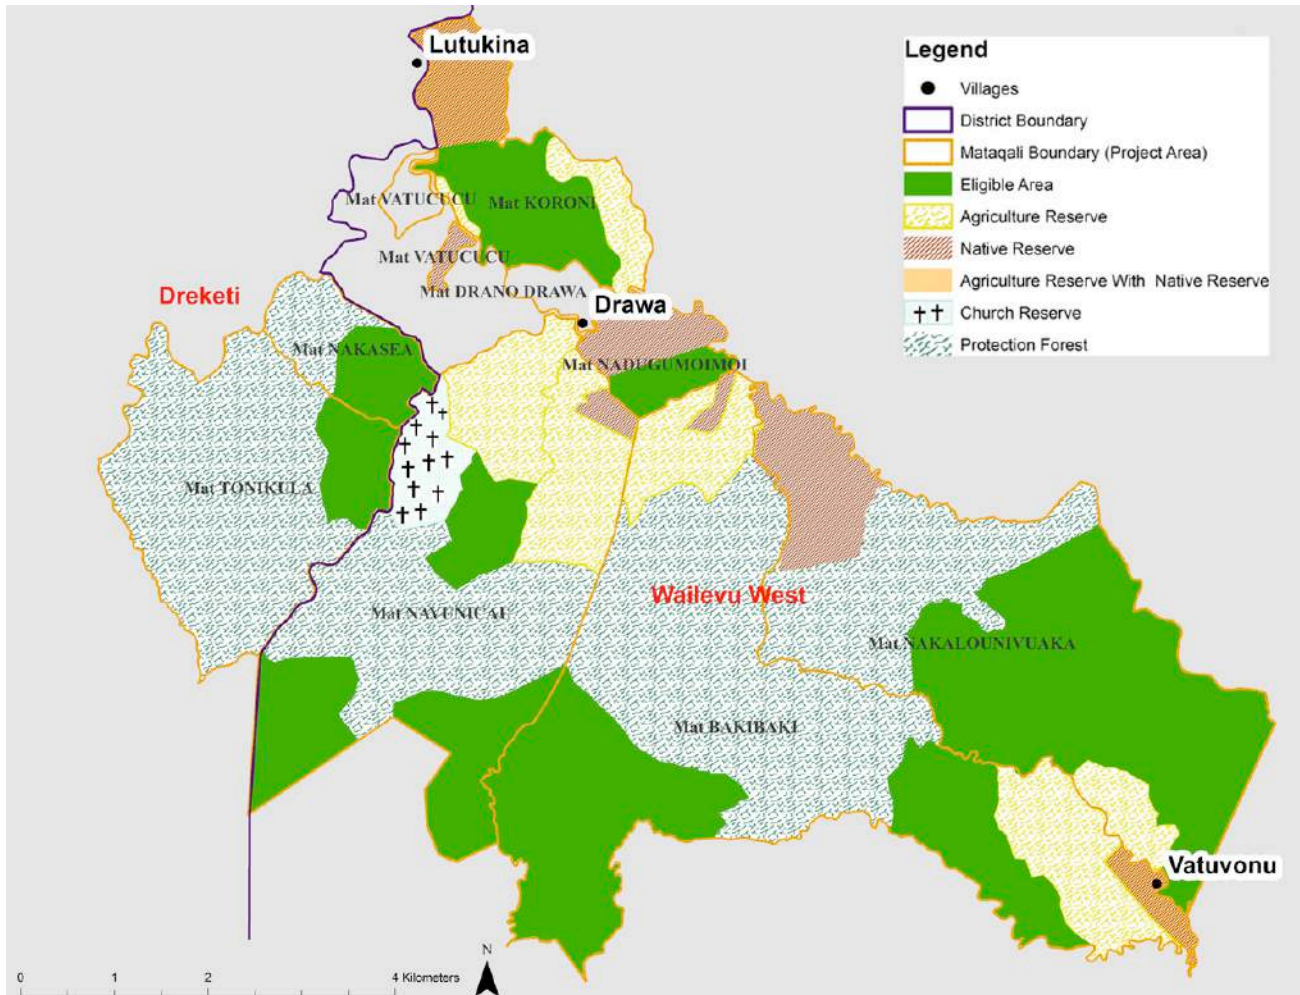 Lutukina
Legend
Villages
District Boundary
Mataqali Boundary (Project Area)
Eligible Area
Agriculture Reserve
Native Reserve
Agriculture Reserve With Native Reserve
Church Reserve
Protection Forest
Mat VATUCUCU
Mat KORONI
Mat VATUCUCU
Mat DRANO DRAWA
Dreketi
Drawa
Mat NAKASEA
Mat NADUGUMOIMOI
Mat TONIKULA
Wailevu West
Mat NAVUNICAU
Mat NAKALOUNIVUAKA
Mat BAKIBAKI
Vatuvonu
N
0 1 2 4 Kilometers